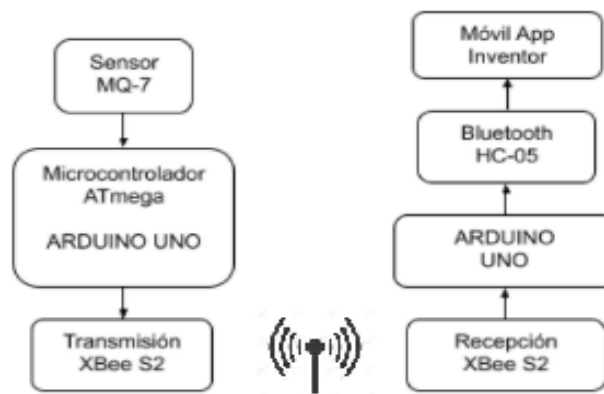 Sensor
MQ-7
Microcontrolador
ATmega
ARDUINO UNO
Transmisión
XBee S2
Móvil App
Inventor
Bluetooth
HC-05
ARDUINO
UNO
Recepción
XBee S2